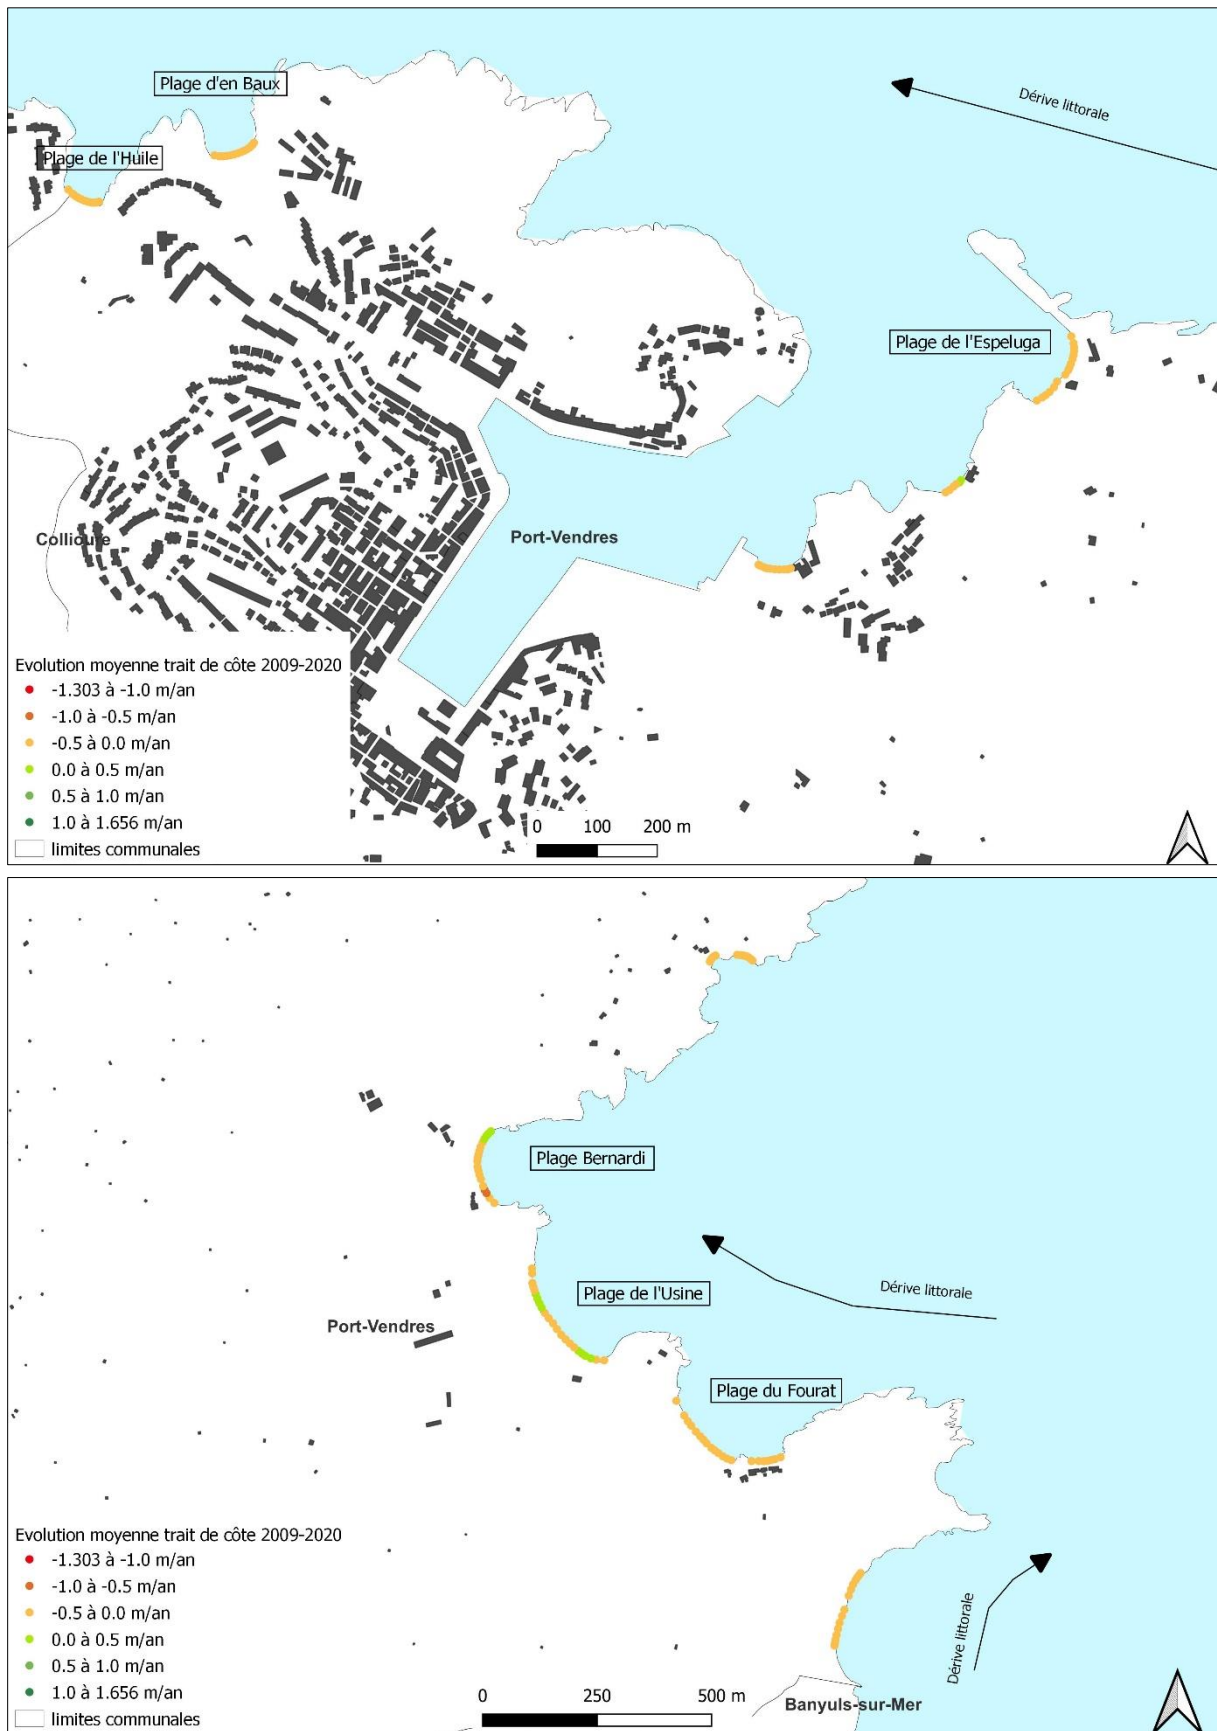 Plage d'en Baux
Dérive littorale
Plage de l'Huile
Plage de l'Espeluga
Collioure
Port-Vendres
Evolution moyenne trait de côte 2009-2020
-1.303 à -1.0 m/an
-1.0 à -0.5 m/an
-0.5 à 0.0 m/an
0.0 à 0.5 m/an
0.5 à 1.0 m/an
1.0 à 1.656 m/an
limites communales
0 100 200 m
Plage Bernardi
Plage de l'Usine
Dérive littorale
Port-Vendres
Plage du Fourat
Evolution moyenne trait de côte 2009-2020
-1.303 à -1.0 m/an
-1.0 à -0.5 m/an
-0.5 à 0.0 m/an
0.0 à 0.5 m/an
0.5 à 1.0 m/an
1.0 à 1.656 m/an
limites communales
Dérive littorale
0 250 500 m
Banyuls-sur-Mer